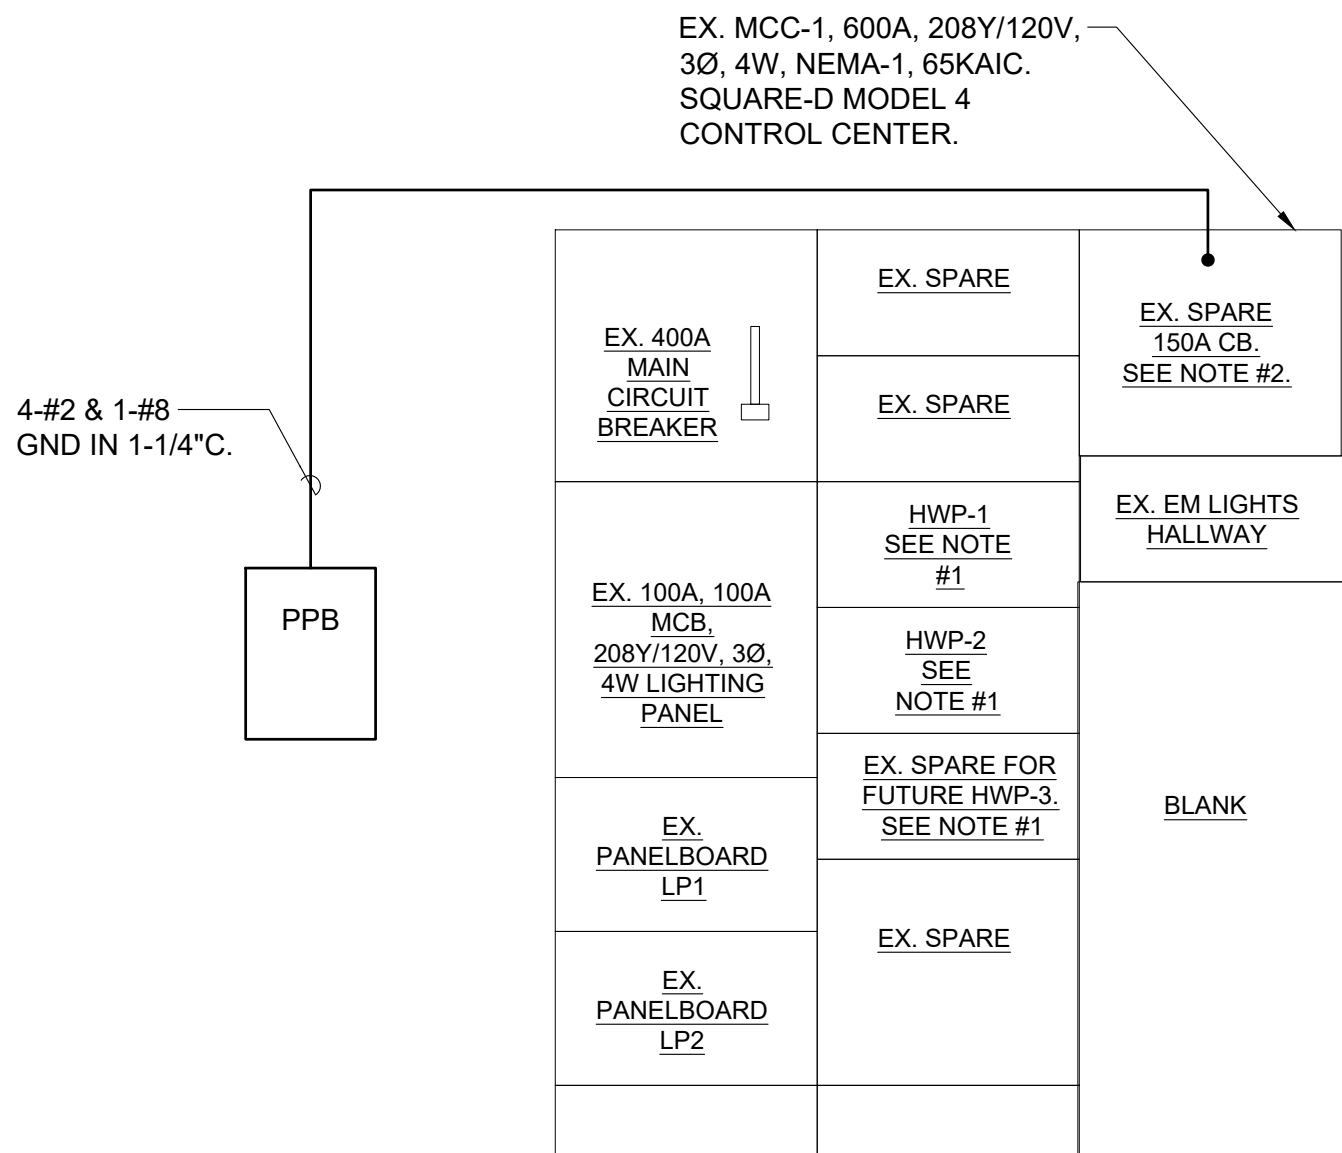 EX. MCC-1, 600A, 208Y/120V,
3Ø, 4W, NEMA-1, 65KAIC.
SQUARE-D MODEL 4
CONTROL CENTER.
4-#2 & 1-#8
GND IN 1-1/4"C.
PPB
EX. 400A
MAIN
CIRCUIT
BREAKER
EX. 100A, 100A
MCB,
208Y/120V, 3Ø,
4W LIGHTING
PANEL
EX.
PANELBOARD
LP1
EX.
PANELBOARD
LP2
EX. SPARE
EX. SPARE
HWP-1
SEE NOTE
#1
HWP-2
SEE
NOTE #1
EX. SPARE FOR
FUTURE HWP-3.
SEE NOTE #1
EX. SPARE
EX. SPARE
150A CB.
SEE NOTE #2.
EX. EM LIGHTS
HALLWAY
BLANK